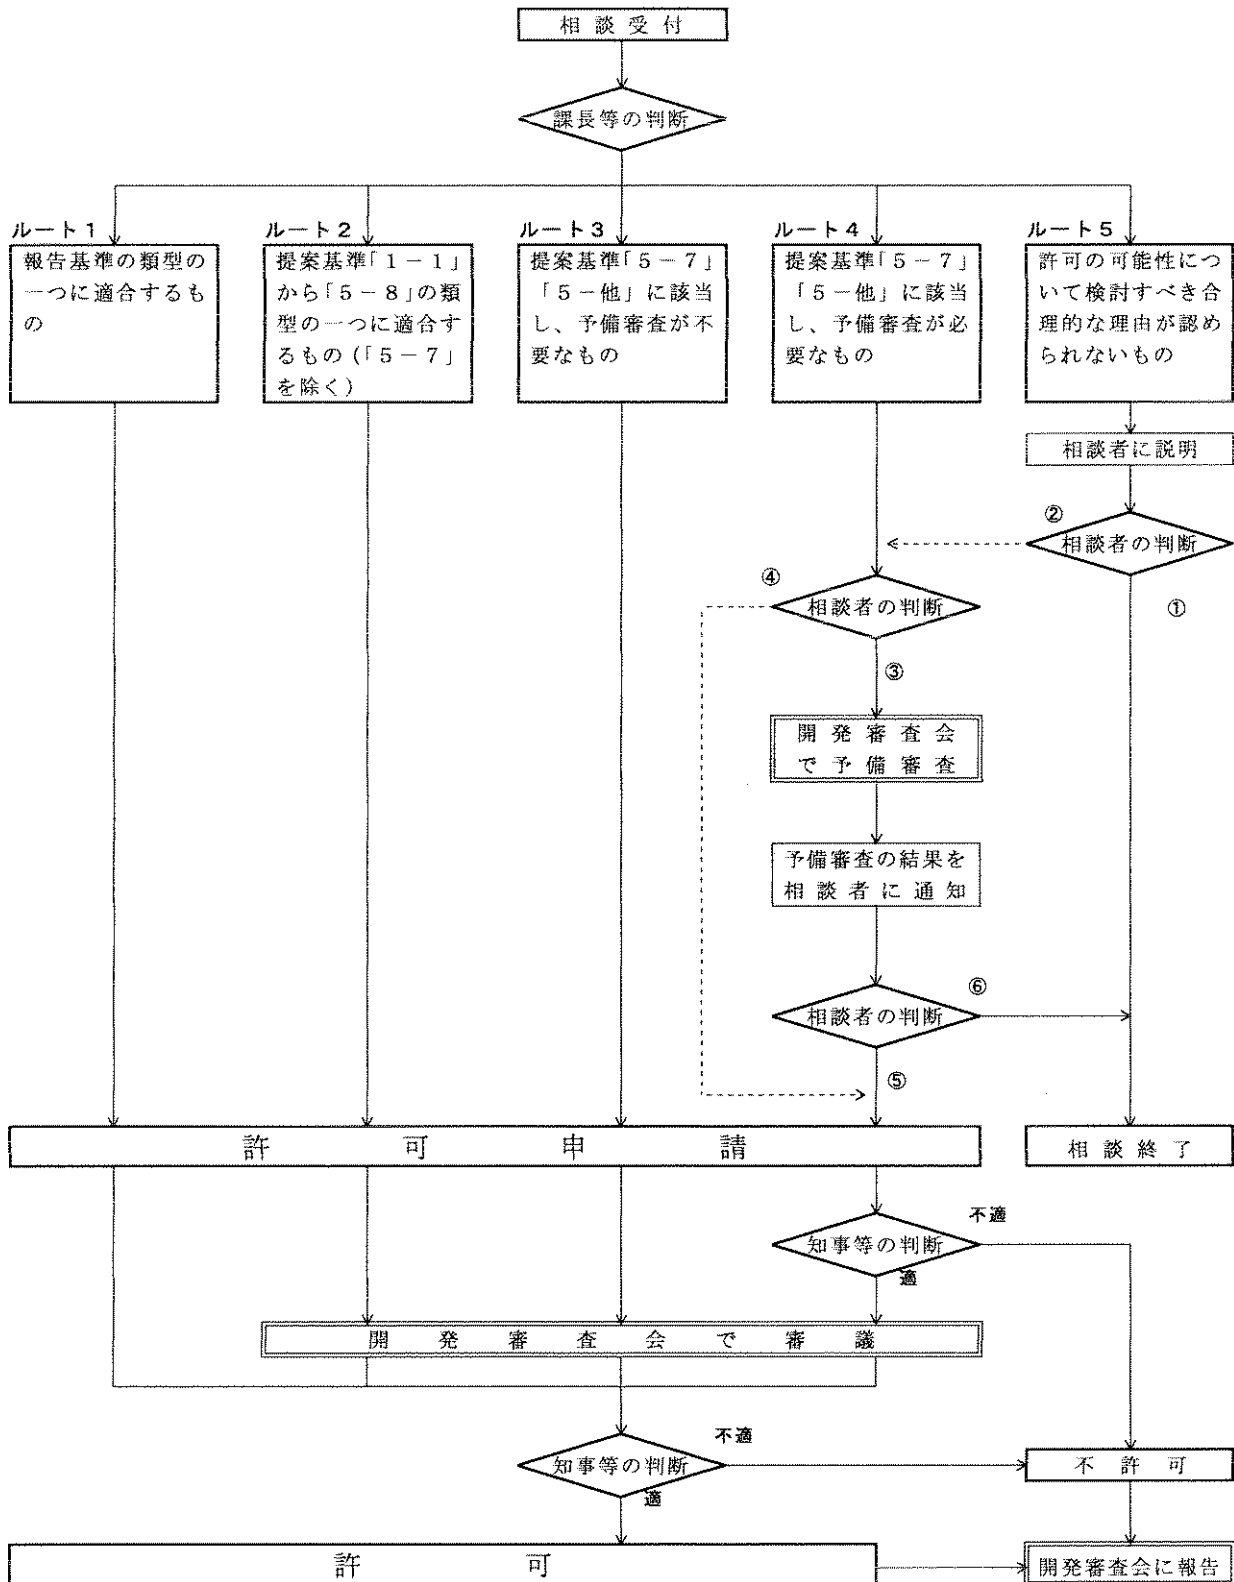 相談受付
課長等の判断
ルート1
報告基準の類型の
一つに適合するも
の
ルート2
提案基準「1-1」
から「5-8」の類
型の一つに適合す
るもの(「5-7」
を除く)
ルート3
提案基準「5-7」
「5-他」に該当
し、予備審査が不
要なもの
ルート4
提案基準「5-7」
「5-他」に該当
し、予備審査が必
要なもの
ルート5
許可の可能性につ
いて検討すべき合
理的な理由が認め
られないもの
相談者に説明
②
相談者の判断
①
④
相談者の判断
③
開発審査会
で予備審査
予備審査の結果を
相談者に通知
相談者の判断
⑥
⑤
許可申請
相談終了
知事等の判断
不適
適
開発審査会で審議
知事等の判断
不適
適
不許可
許可
開発審査会に報告